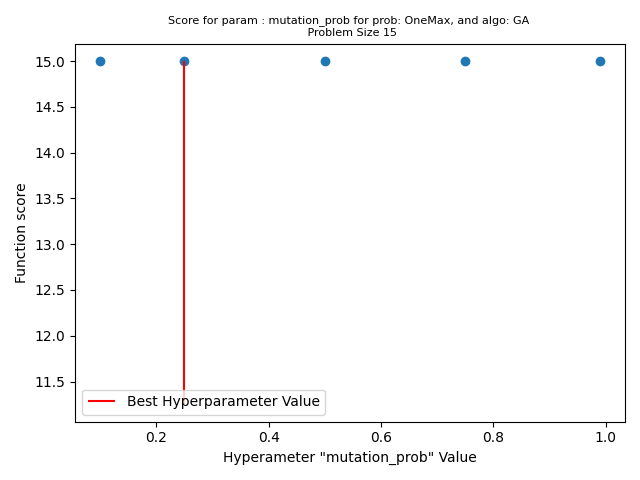 Score for param : mutation_prob for prob: OneMax, and algo: GA
Problem Size 15
15.0
14.5
14.0
13.5
13.0
12.5
12.0
11.5
Function score
Best Hyperparameter Value
0.2
0.4
0.6
0.8
1.0
Hyperameter "mutation_prob" Value